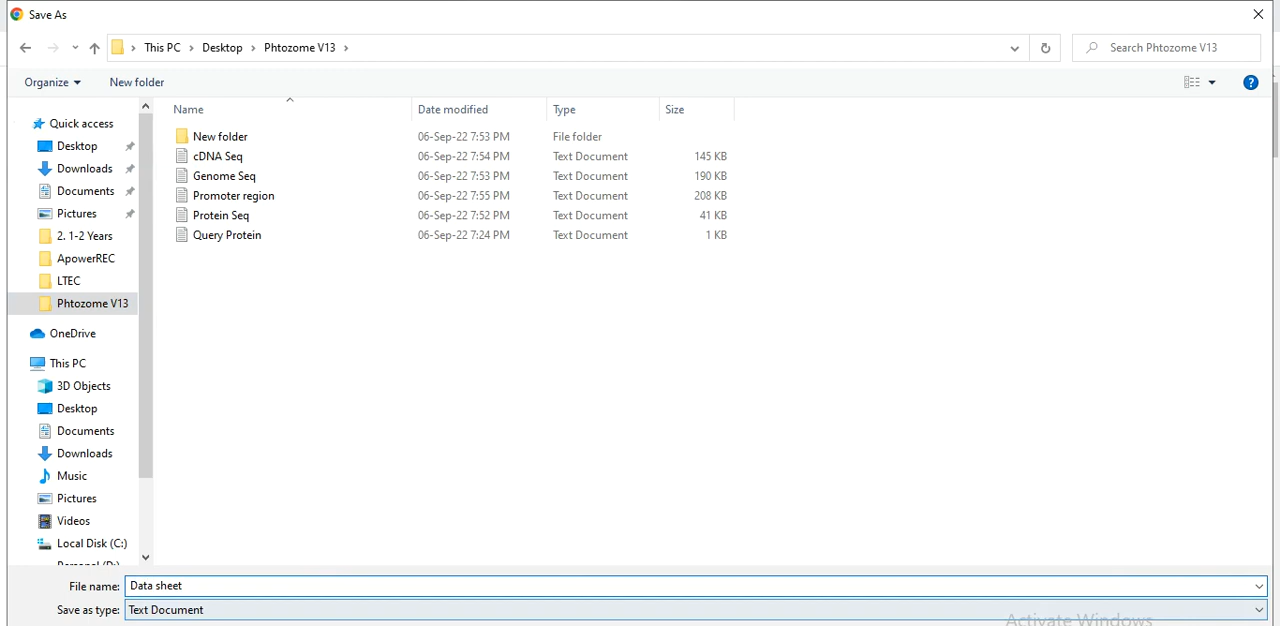 Save As
This PC > Desktop > Phtozome V13 >
Search Phtozome V13
Organize
New folder
Name Date modified Type Size
New folder 06-Sep-22 7:53 PM File folder
cDNA Seq 06-Sep-22 7:54 PM Text Document 145 KB
Genome Seq 06-Sep-22 7:53 PM Text Document 190 KB
Promoter region 06-Sep-22 7:55 PM Text Document 208 KB
Protein Seq 06-Sep-22 7:52 PM Text Document 41 KB
Query Protein 06-Sep-22 7:24 PM Text Document 1 KB
Quick access
Desktop
Downloads
Documents
Pictures
2. 1-2 Years
ApowerREC
LTEC
Phtozome V13
OneDrive
This PC
3D Objects
Desktop
Documents
Downloads
Music
Pictures
Videos
Local Disk (C:)
Personal (D:)
File name: Data sheet
Save as type: Text Document
Activate Windows